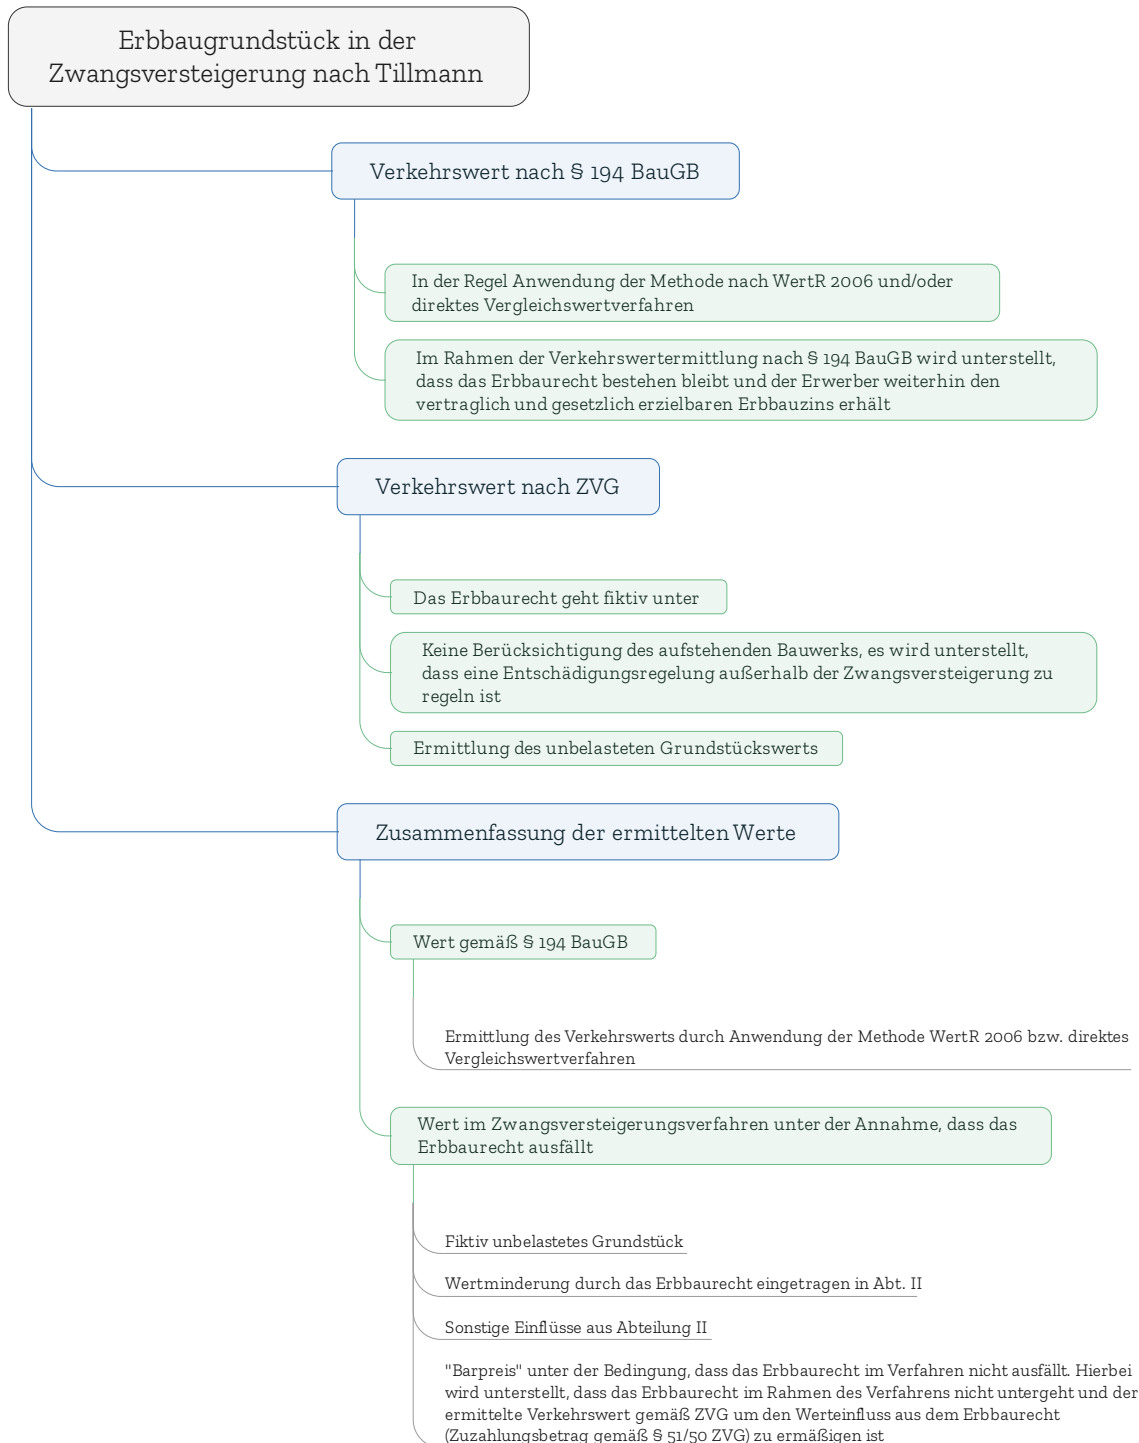 Erbbaugrundstück in der
Zwangsversteigerung nach Tillmann
Verkehrswert nach § 194 BauGB
In der Regel Anwendung der Methode nach WertR 2006 und/oder
direktes Vergleichswertverfahren
Im Rahmen der Verkehrswertermittlung nach § 194 BauGB wird unterstellt,
dass das Erbbaurecht bestehen bleibt und der Erwerber weiterhin den
vertraglich und gesetzlich erzielbaren Erbbauzins erhält
Verkehrswert nach ZVG
Das Erbbaurecht geht fiktiv unter
Keine Berücksichtigung des aufstehenden Bauwerks, es wird unterstellt,
dass eine Entschädigungsregelung außerhalb der Zwangsversteigerung zu
regeln ist
Ermittlung des unbelasteten Grundstückswerts
Zusammenfassung der ermittelten Werte
Wert gemäß § 194 BauGB
Ermittlung des Verkehrswerts durch Anwendung der Methode WertR 2006 bzw. direktes
Vergleichswertverfahren
Wert im Zwangsversteigerungsverfahren unter der Annahme, dass das
Erbbaurecht ausfällt
Fiktiv unbelastetes Grundstück
Wertminderung durch das Erbbaurecht eingetragen in Abt. II
Sonstige Einflüsse aus Abteilung II
"Barpreis" unter der Bedingung, dass das Erbbaurecht im Verfahren nicht ausfällt. Hierbei
wird unterstellt, dass das Erbbaurecht im Rahmen des Verfahrens nicht untergeht und der
ermittelte Verkehrswert gemäß ZVG um den Werteinfluss aus dem Erbbaurecht
(Zuzahlungsbetrag gemäß § 51/50 ZVG) zu ermäßigen ist